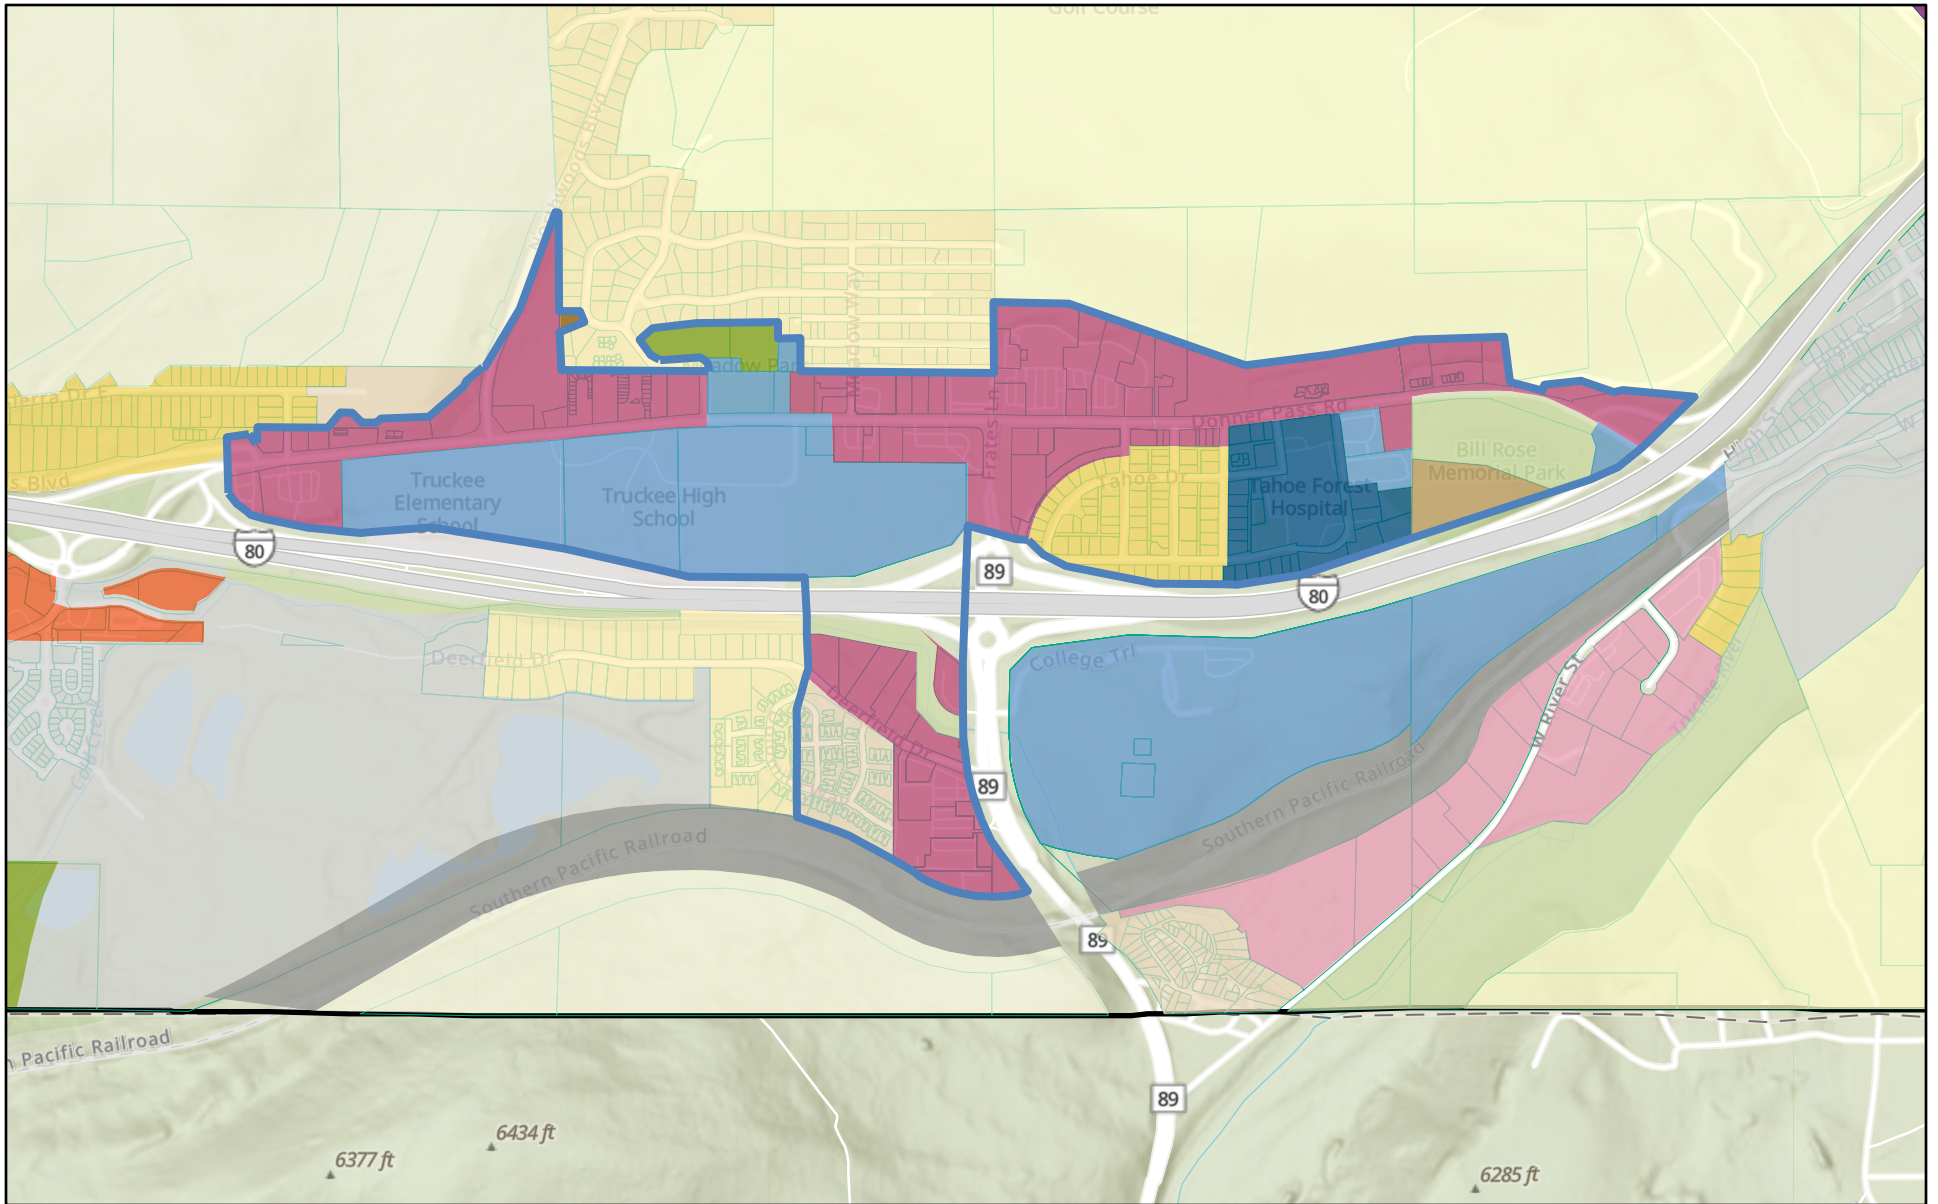 Golf Course
Northwoods Blvd
Meadow Way
Meadow Park
Sierra Dr E
s Blvd
Donner Pass Rd
Frates Ln
Truckee
Elementary
School
Truckee High
School
Tahoe Dr
Tahoe Forest
Hospital
Bill Rose
Memorial Park
High St
W
80
89
80
Deerfield Dr
College Trl
Deerfield Dr
W River St
Truckee River
Cold Creek
89
Southern Pacific Railroad
Southern Pacific Railroad
89
n Pacific Railroad
89
6434 ft
6377 ft
6285 ft